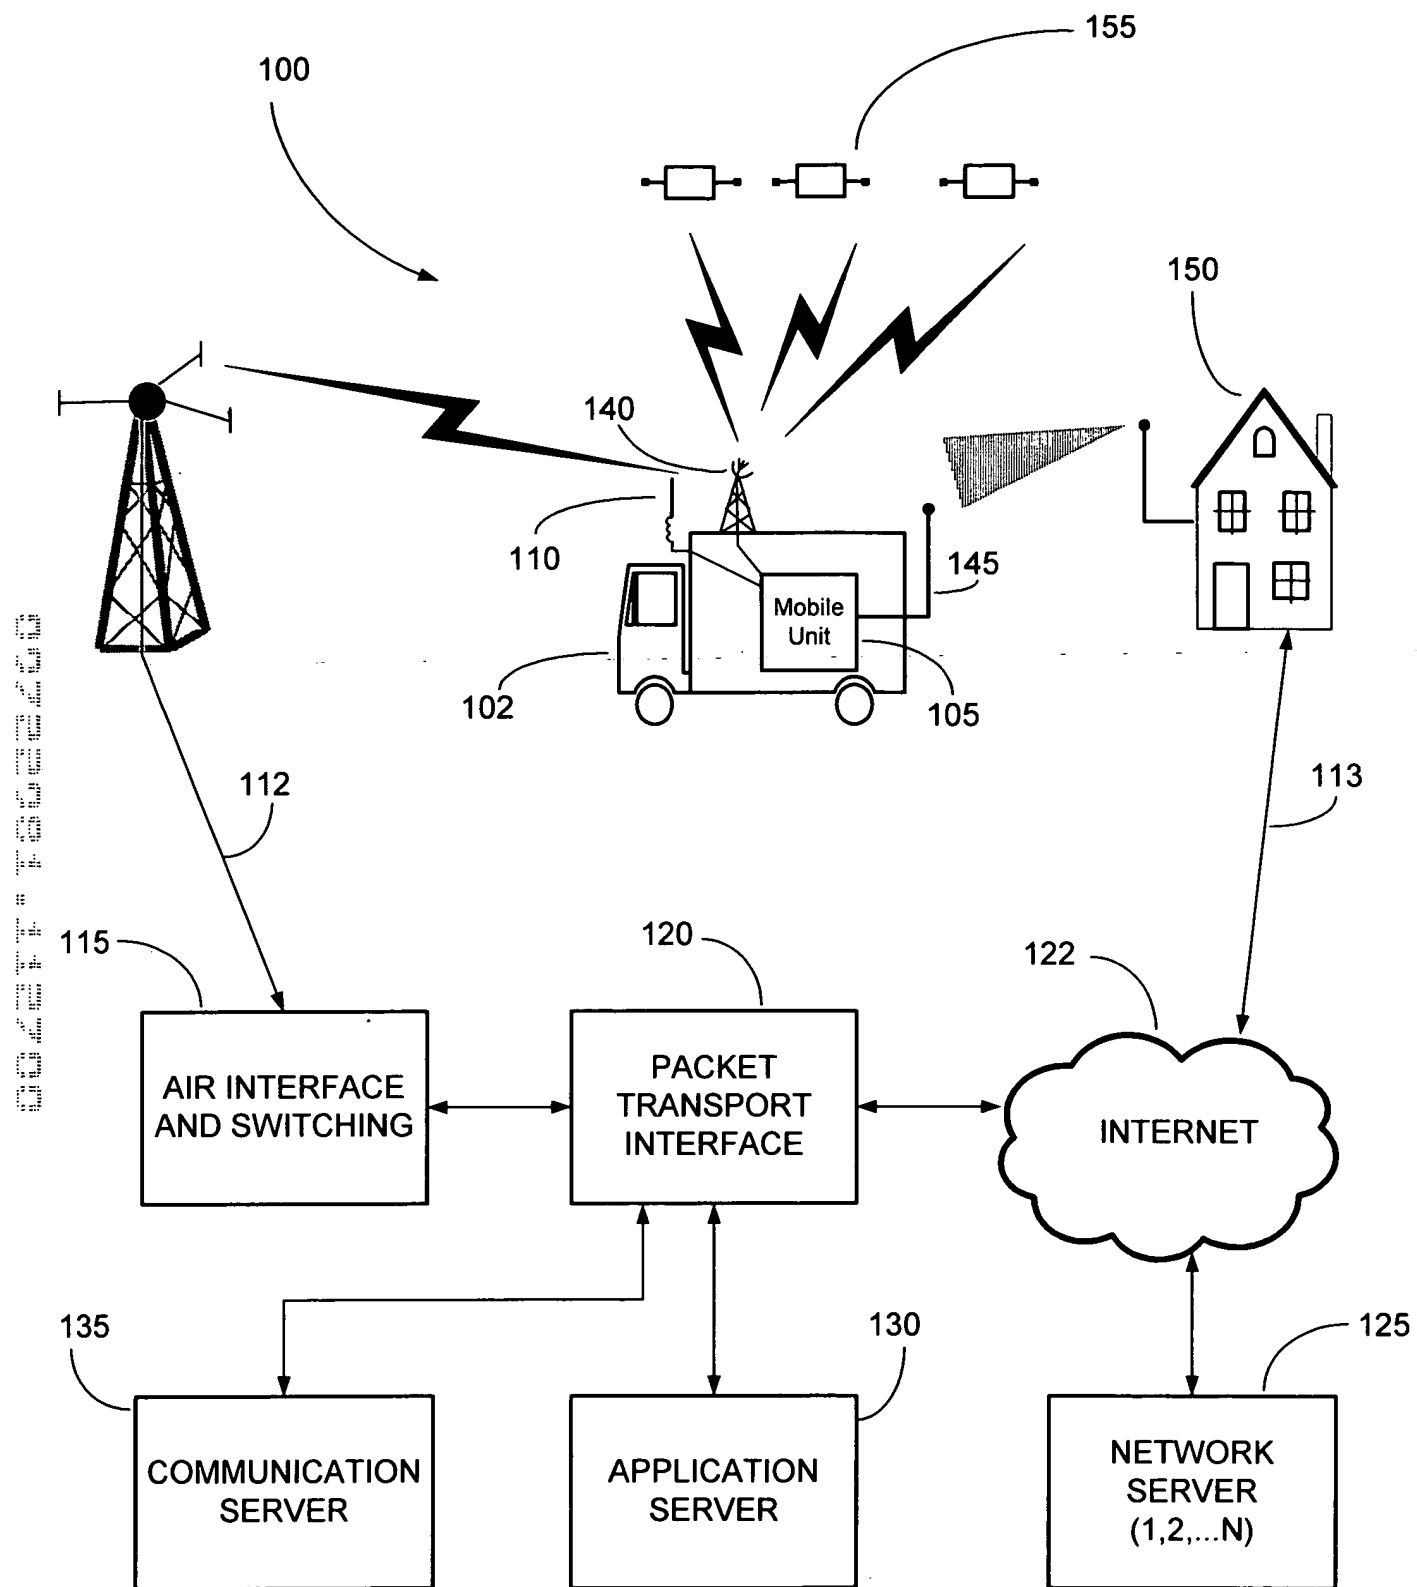 155
100
150
140
110
145
Mobile
Unit
102
105
112
113
115
120
122
AIR INTERFACE
AND SWITCHING
PACKET
TRANSPORT
INTERFACE
INTERNET
135
130
125
COMMUNICATION
SERVER
APPLICATION
SERVER
NETWORK
SERVER
(1,2,...N)